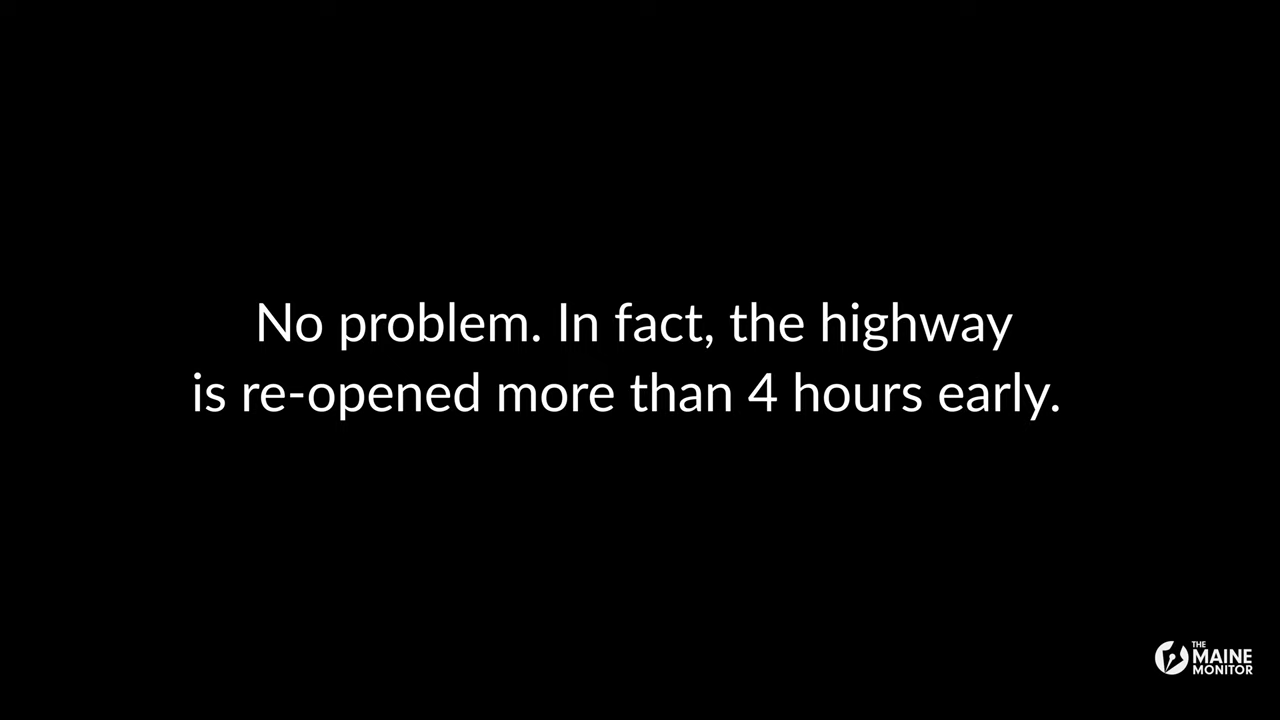 No problem. In fact, the highway
is re-opened more than 4 hours early.
THE
MAINE
MONITOR